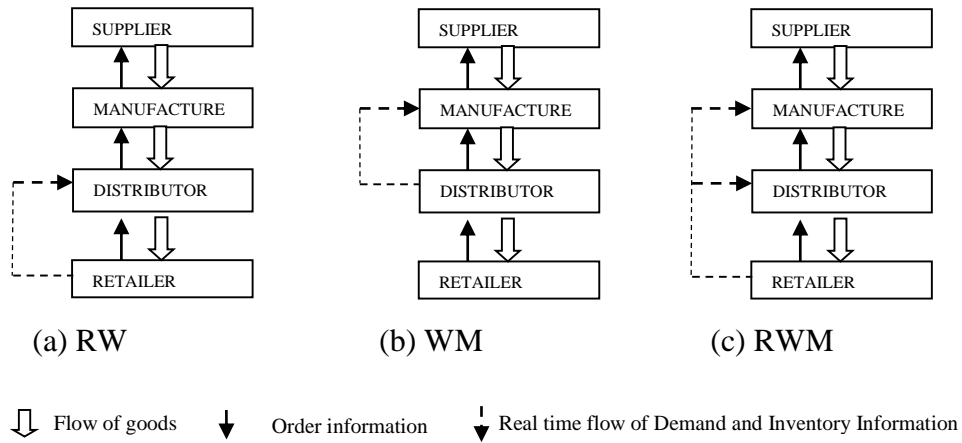 SUPPLIER SUPPLIER SUPPLIER
MANUFACTURE MANUFACTURE MANUFACTURE
DISTRIBUTOR DISTRIBUTOR DISTRIBUTOR
RETAILER RETAILER RETAILER
(a) RW (b) WM (c) RWM
Flow of goods Order information Real time flow of Demand and Inventory Information